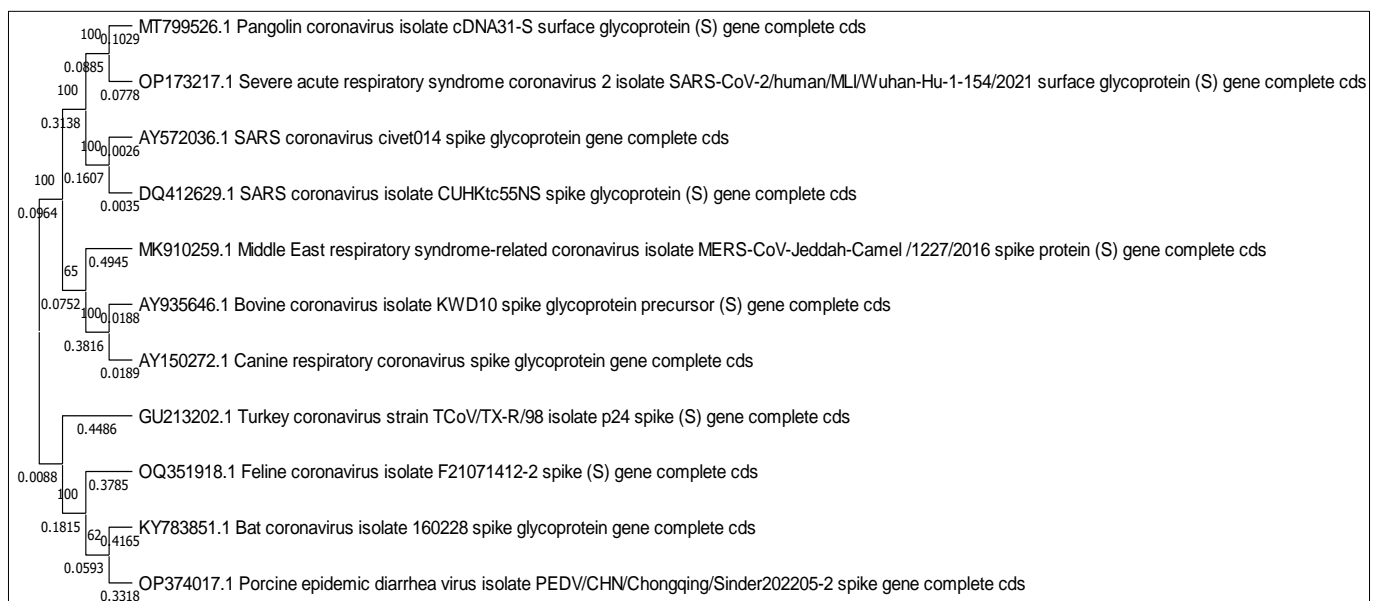 MT799526.1 Pangolin coronavirus isolate cDNA31-S surface glycoprotein (S) gene complete cds
100
0.1029
0.0885
OP173217.1 Severe acute respiratory syndrome coronavirus 2 isolate SARS-CoV-2/human/MLI/Wuhan-Hu-1-154/2021 surface glycoprotein (S) gene complete cds
100
0.0778
0.3138
AY572036.1 SARS coronavirus civet014 spike glycoprotein gene complete cds
100
0.0026
100
0.1607
DQ412629.1 SARS coronavirus isolate CUHKtc55NS spike glycoprotein (S) gene complete cds
0.0035
0.0964
MK910259.1 Middle East respiratory syndrome-related coronavirus isolate MERS-CoV-Jeddah-Camel /1227/2016 spike protein (S) gene complete cds
0.4945
65
0.0752
AY935646.1 Bovine coronavirus isolate KWD10 spike glycoprotein precursor (S) gene complete cds
100
0.0188
0.3816
AY150272.1 Canine respiratory coronavirus spike glycoprotein gene complete cds
0.0189
GU213202.1 Turkey coronavirus strain TCoV/TX-R/98 isolate p24 spike (S) gene complete cds
0.4486
OQ351918.1 Feline coronavirus isolate F21071412-2 spike (S) gene complete cds
0.0088
0.3785
100
0.1815
KY783851.1 Bat coronavirus isolate 160228 spike glycoprotein gene complete cds
62
0.4165
0.0593
OP374017.1 Porcine epidemic diarrhea virus isolate PEDV/CHN/Chongqing/Sinder202205-2 spike gene complete cds
0.3318